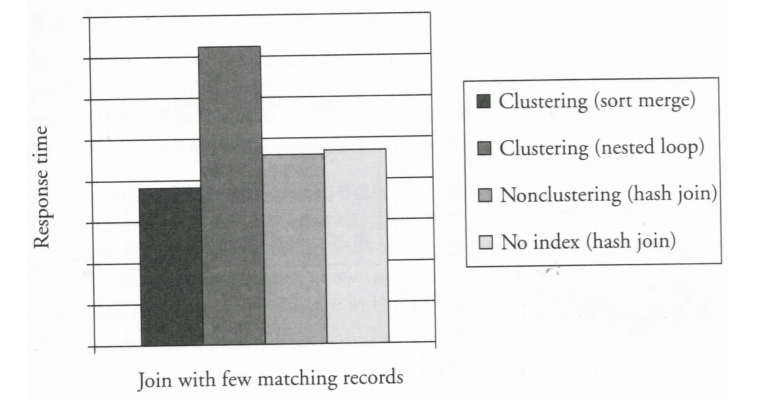 Response time
Clustering (sort merge)
Clustering (nested loop)
Nonclustering (hash join)
No index (hash join)
Join with few matching records